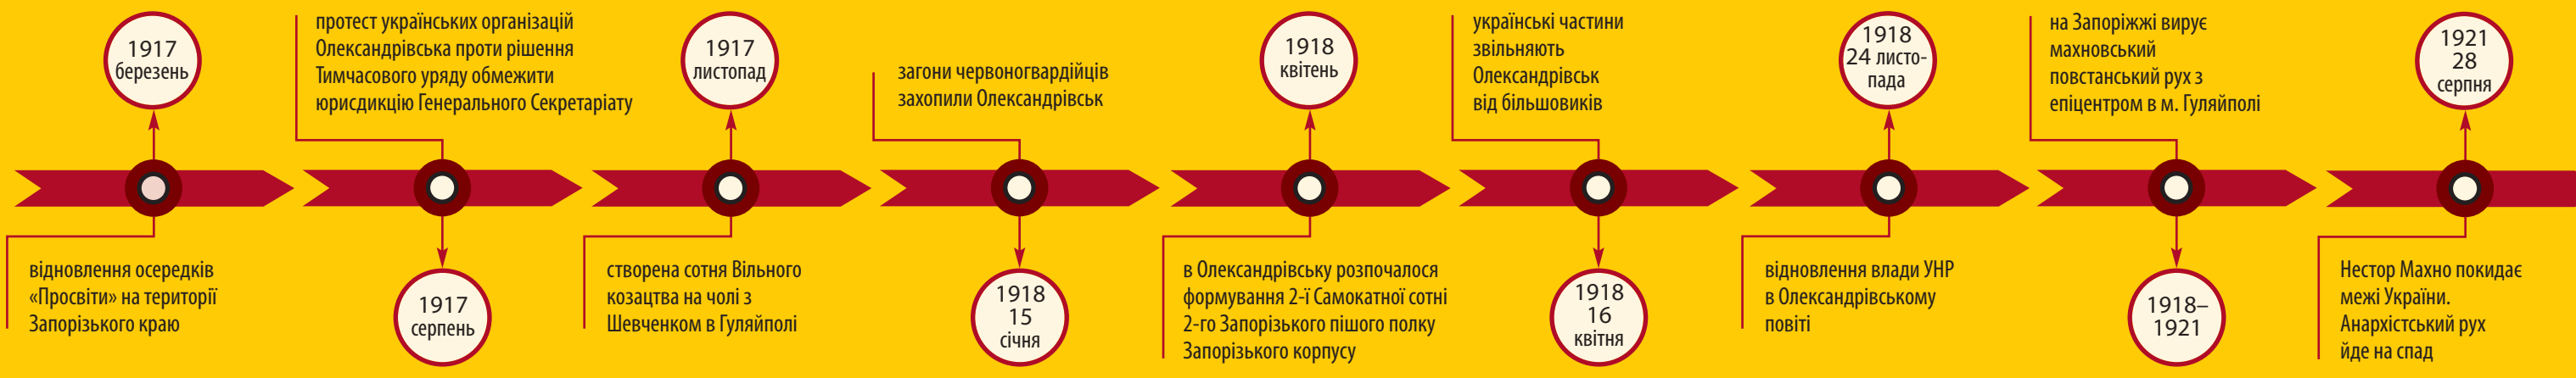 1917
березень
відновлення осередків
«Просвіти» на території
Запорізького краю
протест українських організацій
Олександрівська проти рішення
Тимчасового уряду обмежити
юрисдикцію Генерального Секретаріату
1917
серпень
1917
листопад
створена сотня Вільного
козацтва на чолі з
Шевченком в Гуляйполі
загони червоногвардійців
захопили Олександрівськ
1918
15
січня
1918
квітень
в Олександрівську розпочалося
формування 2-ї Самокатної сотні
2-го Запорізького пішого полку
Запорізького корпусу
українські частини
звільняють
Олександрівськ
від більшовиків
1918
16
квітня
1918
24 листо-
пада
відновлення влади УНР
в Олександрівському
повіті
на Запоріжжі вирує
махновський
повстанський рух з
епіцентром в м. Гуляйполі
1918–
1921
1921
28
серпня
Нестор Махно покидає
межі України.
Анархістський рух
йде на спад